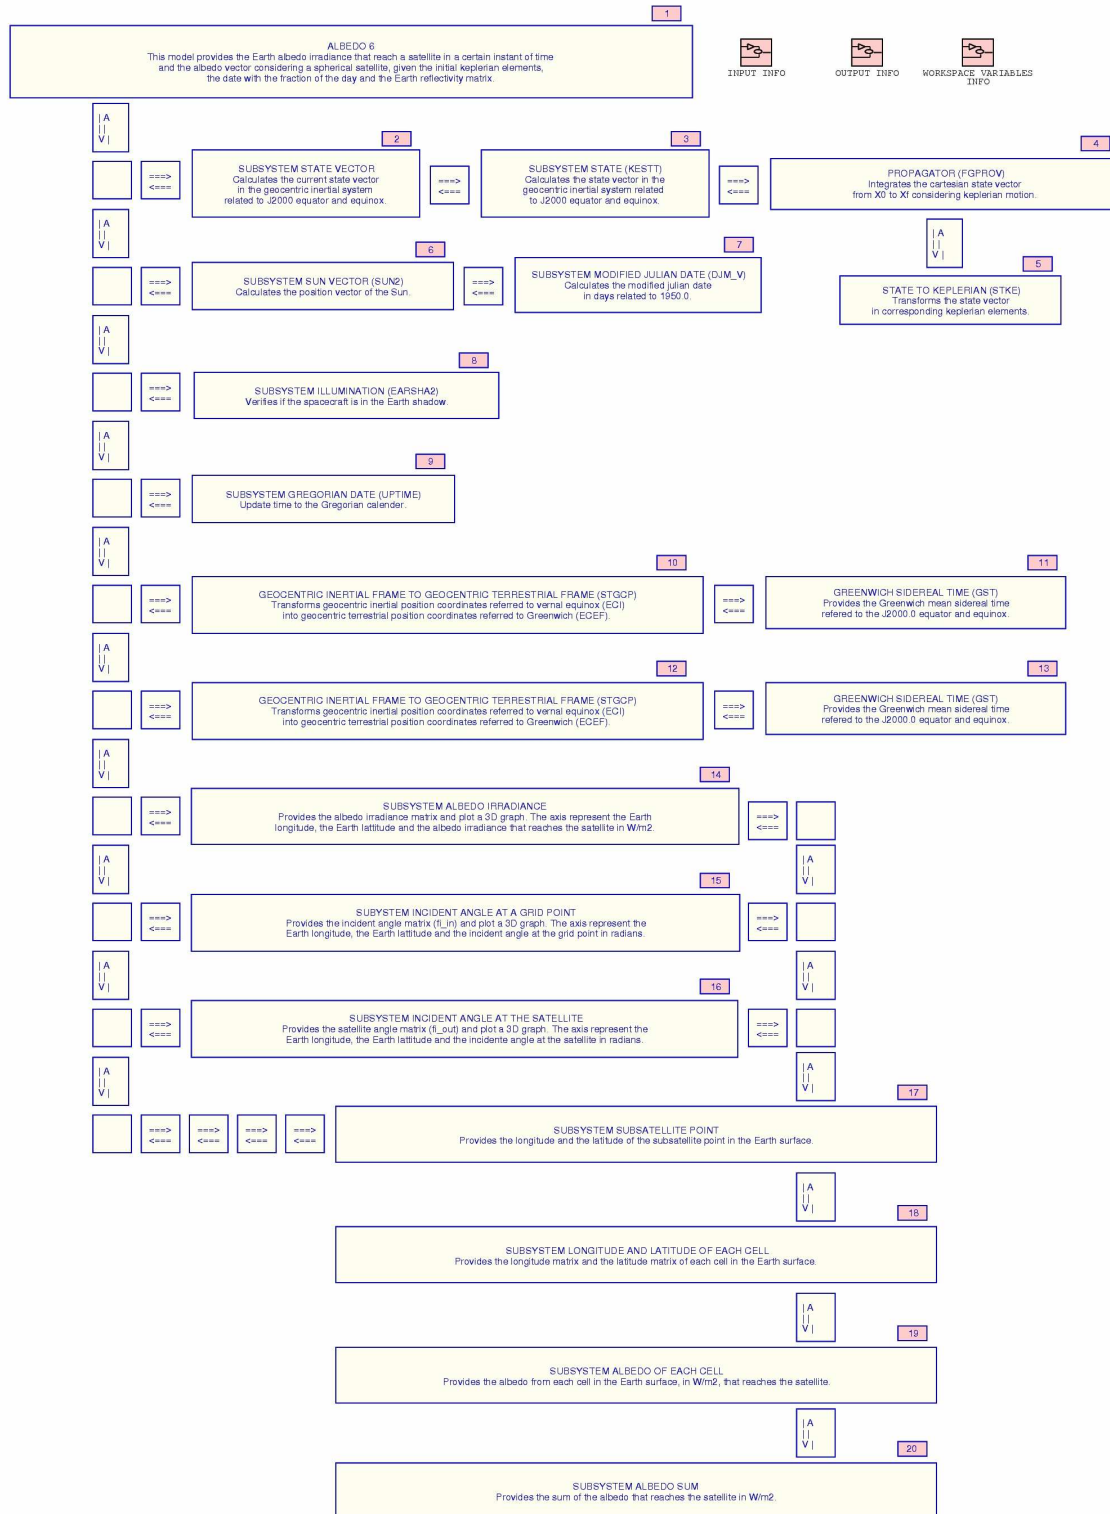 1
ALBEDO 6
This model provides the Earth albedo irradiance that reach a satellite in a certain instant of time
and the albedo vector considering a spherical satellite, given the initial keplerian elements,
the date with the fraction of the day and the Earth reflectivity matrix.
INPUT INFO
OUTPUT INFO
WORKSPACE VARIABLES
INFO
| A
||
V |
2
3
4
===>
<===
SUBSYSTEM STATE VECTOR
Calculates the current state vector
in the geocentric inertial system
related to J2000 equator and equinox.
===>
<===
SUBSYSTEM STATE (KESTT)
Calculates the state vector in the
geocentric inertial system related
to J2000 equator and equinox.
===>
<===
PROPAGATOR (FGPROV)
Integrates the cartesian state vector
from X0 to Xf considering keplerian motion.
| A
||
V |
| A
||
V |
6
7
5
===>
<===
SUBSYSTEM SUN VECTOR (SUN2)
Calculates the position vector of the Sun.
===>
<===
SUBSYSTEM MODIFIED JULIAN DATE (DJM_V)
Calculates the modified julian date
in days related to 1950.0.
STATE TO KEPLERIAN (STKE)
Transforms the state vector
in corresponding keplerian elements.
| A
||
V |
8
===>
<===
SUBSYSTEM ILLUMINATION (EARSHA2)
Verifies if the spacecraft is in the Earth shadow.
| A
||
V |
9
===>
<===
SUBSYSTEM GREGORIAN DATE (UPTIME)
Update time to the Gregorian calender.
| A
||
V |
10
11
===>
<===
GEOCENTRIC INERTIAL FRAME TO GEOCENTRIC TERRESTRIAL FRAME (STGCP)
Transforms geocentric inertial position coordinates referred to vernal equinox (ECI)
into geocentric terrestrial position coordinates referred to Greenwich (ECEF).
===>
<===
GREENWICH SIDEREAL TIME (GST)
Provides the Greenwich mean sidereal time
refered to the J2000.0 equator and equinox.
| A
||
V |
12
13
===>
<===
GEOCENTRIC INERTIAL FRAME TO GEOCENTRIC TERRESTRIAL FRAME (STGCP)
Transforms geocentric inertial position coordinates referred to vernal equinox (ECI)
into geocentric terrestrial position coordinates referred to Greenwich (ECEF).
===>
<===
GREENWICH SIDEREAL TIME (GST)
Provides the Greenwich mean sidereal time
refered to the J2000.0 equator and equinox.
| A
||
V |
14
===>
<===
SUBSYSTEM ALBEDO IRRADIANCE
Provides the albedo irradiance matrix and plot a 3D graph. The axis represent the Earth
longitude, the Earth lattitude and the albedo irradiance that reaches the satellite in W/m2.
===>
<===
| A
||
V |
| A
||
V |
15
===>
<===
SUBYSTEM INCIDENT ANGLE AT A GRID POINT
Provides the incident angle matrix (fi_in) and plot a 3D graph. The axis represent the
Earth longitude, the Earth lattitude and the incident angle at the grid point in radians.
===>
<===
| A
||
V |
| A
||
V |
16
===>
<===
SUBSYSTEM INCIDENT ANGLE AT THE SATELLITE
Provides the satellite angle matrix (fi_out) and plot a 3D graph. The axis represent the
Earth longitude, the Earth lattitude and the incidente angle at the satellite in radians.
===>
<===
| A
||
V |
| A
||
V |
17
===>
<===
===>
<===
===>
<===
===>
<===
SUBSYSTEM SUBSATELLITE POINT
Provides the longitude and the latitude of the subsatellite point in the Earth surface.
| A
||
V |
18
SUBSYSTEM LONGITUDE AND LATITUDE OF EACH CELL
Provides the longitude matrix and the latitude matrix of each cell in the Earth surface.
| A
||
V |
19
SUBSYSTEM ALBEDO OF EACH CELL
Provides the albedo from each cell in the Earth surface, in W/m2, that reaches the satellite.
| A
||
V |
20
SUBSYSTEM ALBEDO SUM
Provides the sum of the albedo that reaches the satellite in W/m2.